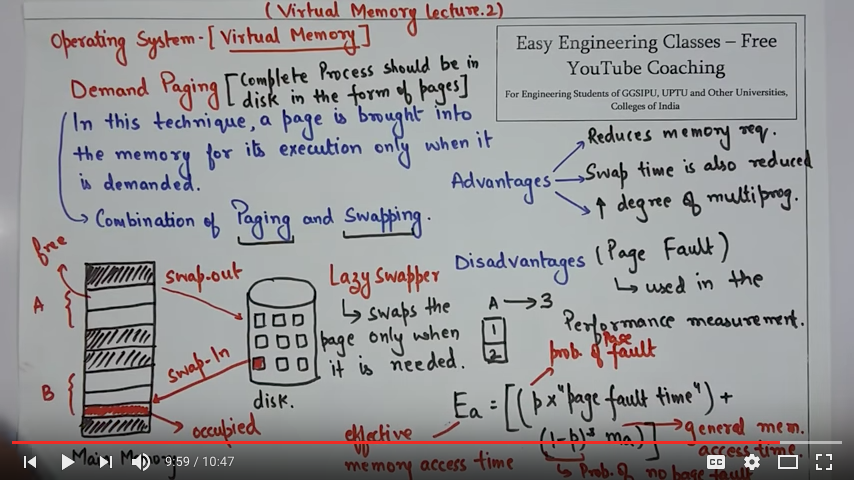 (Virtual Memory Lecture.2)
Operating System-[Virtual Memory]
Easy Engineering Classes – Free
YouTube Coaching
For Engineering Students of GGSIPU, UPTU and Other Universities,
Colleges of India
Demand Paging [Complete Process should be in
disk in the form of pages]
In this technique, a page is brought into
the memory for its execution only when it
is demanded.
↳ Combination of Paging and Swapping.
Advantages
→ Reduces memory req.
→ Swap time is also reduced
→ ↑ degree of multiprog.
Disadvantages (Page Fault)
↳ used in the
Performance measurement.
free
A
B
swap-out
swap-In
occupied
Main Memory
disk.
Lazy swapper
↳ swaps the
page only when
it is needed.
A → 3
1
2
prob. of Page fault
Ea = [(p x "page fault time") +
(1-p) x ma)]
effective
memory access time
→ general mem.
access time.
↳ Prob. of no page fault
9:59 / 10:47
CC